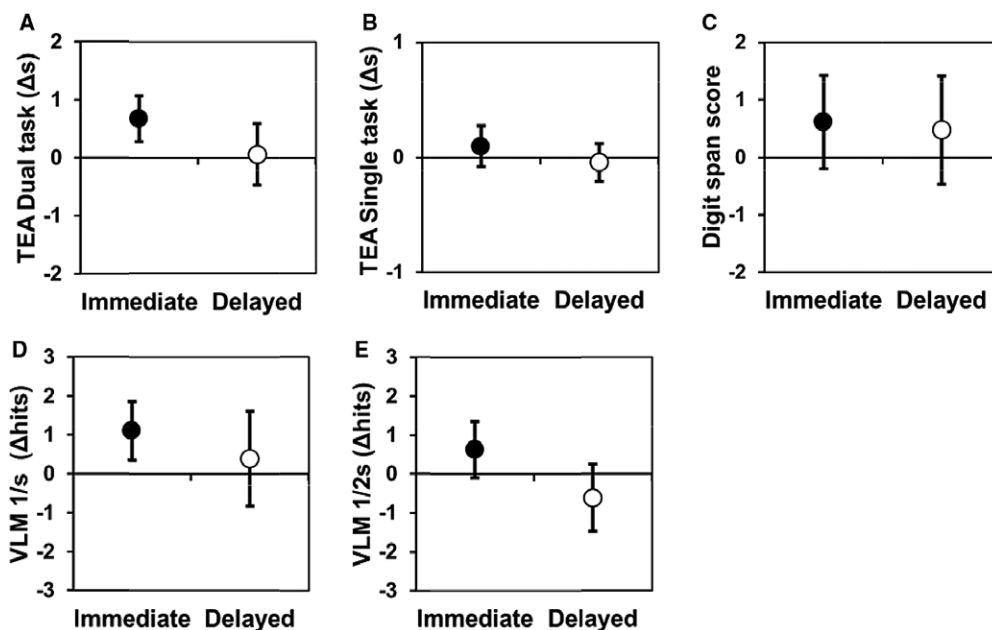 A
TEA Dual task (Δs)
2
1
0
-1
-2
Immediate Delayed
B
TEA Single task (Δs)
1
0
-1
Immediate Delayed
C
Digit span score
2
1
0
-1
-2
Immediate Delayed
D
VLM 1/s (Δhits)
3
2
1
0
-1
-2
-3
Immediate Delayed
E
VLM 1/2s (Δhits)
3
2
1
0
-1
-2
-3
Immediate Delayed